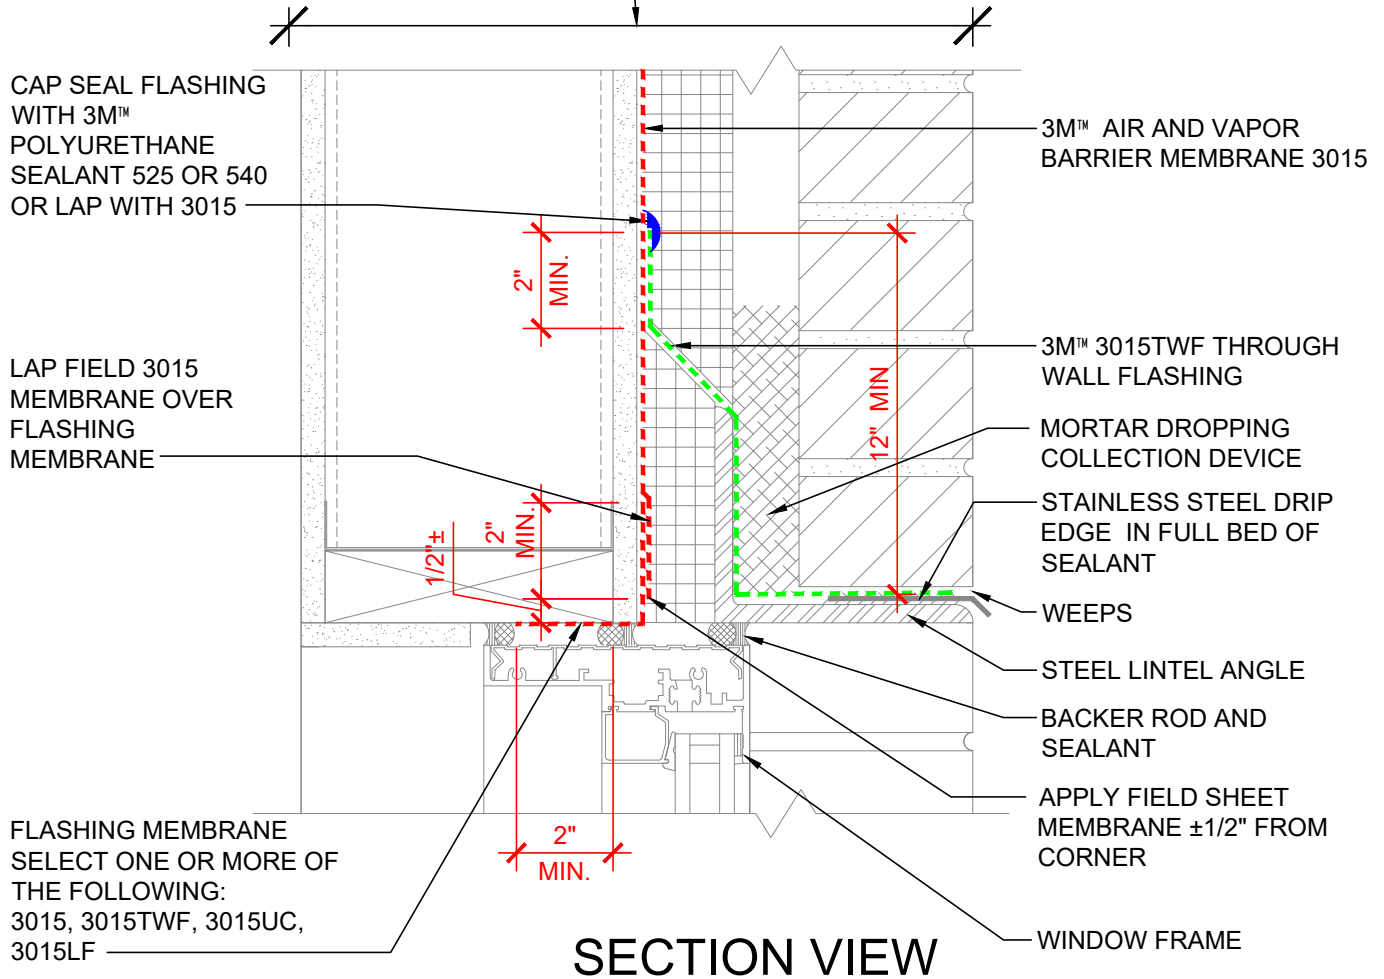 CAP SEAL FLASHING
WITH 3M™
POLYURETHANE
SEALANT 525 OR 540
OR LAP WITH 3015
3M™ AIR AND VAPOR
BARRIER MEMBRANE 3015
2"
MIN.
LAP FIELD 3015
MEMBRANE OVER
FLASHING
MEMBRANE
3M™ 3015TWF THROUGH
WALL FLASHING
12" MIN
MORTAR DROPPING
COLLECTION DEVICE
STAINLESS STEEL DRIP
EDGE IN FULL BED OF
SEALANT
2"
MIN.
1/2"±
WEEPS
STEEL LINTEL ANGLE
BACKER ROD AND
SEALANT
APPLY FIELD SHEET
MEMBRANE ±1/2" FROM
CORNER
FLASHING MEMBRANE
SELECT ONE OR MORE OF
THE FOLLOWING:
3015, 3015TWF, 3015UC,
3015LF
2"
MIN.
WINDOW FRAME
SECTION VIEW